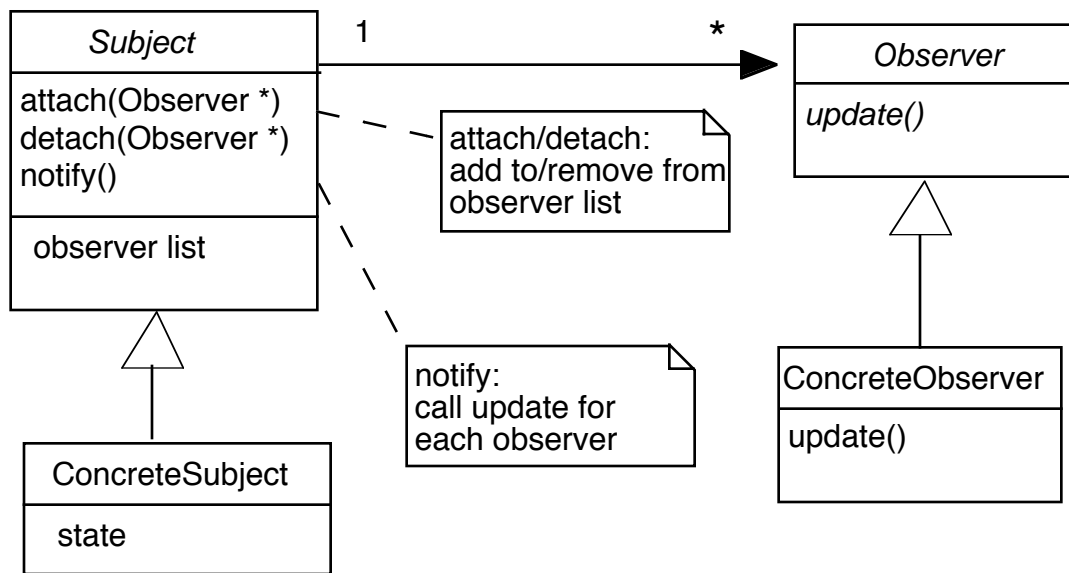 Subject
attach(Observer *)
detach(Observer *)
notify()
observer list
1
*
Observer
update()
attach/detach:
add to/remove from
observer list
notify:
call update for
each observer
ConcreteSubject
state
ConcreteObserver
update()